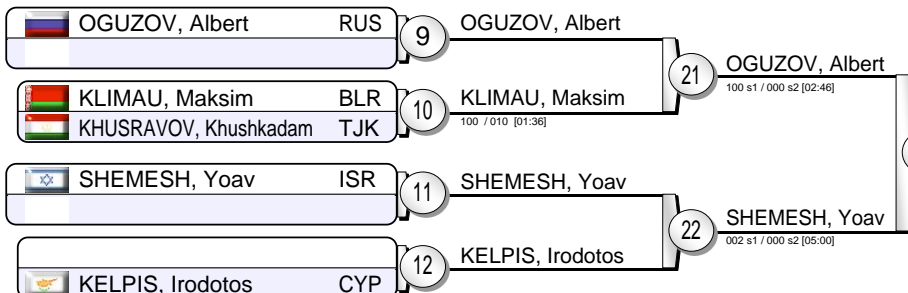 OGUZOV, Albert RUS
9
OGUZOV, Albert
KLIMAU, Maksim BLR
KHUSRAVOV, Khushkadam TJK
10
KLIMAU, Maksim
100 / 010 [01:36]
21
OGUZOV, Albert
100 s1 / 000 s2 [02:46]
SHEMESH, Yoav ISR
11
SHEMESH, Yoav
KELPIS, Irodotos CYP
12
KELPIS, Irodotos
22
SHEMESH, Yoav
002 s1 / 000 s2 [05:00]